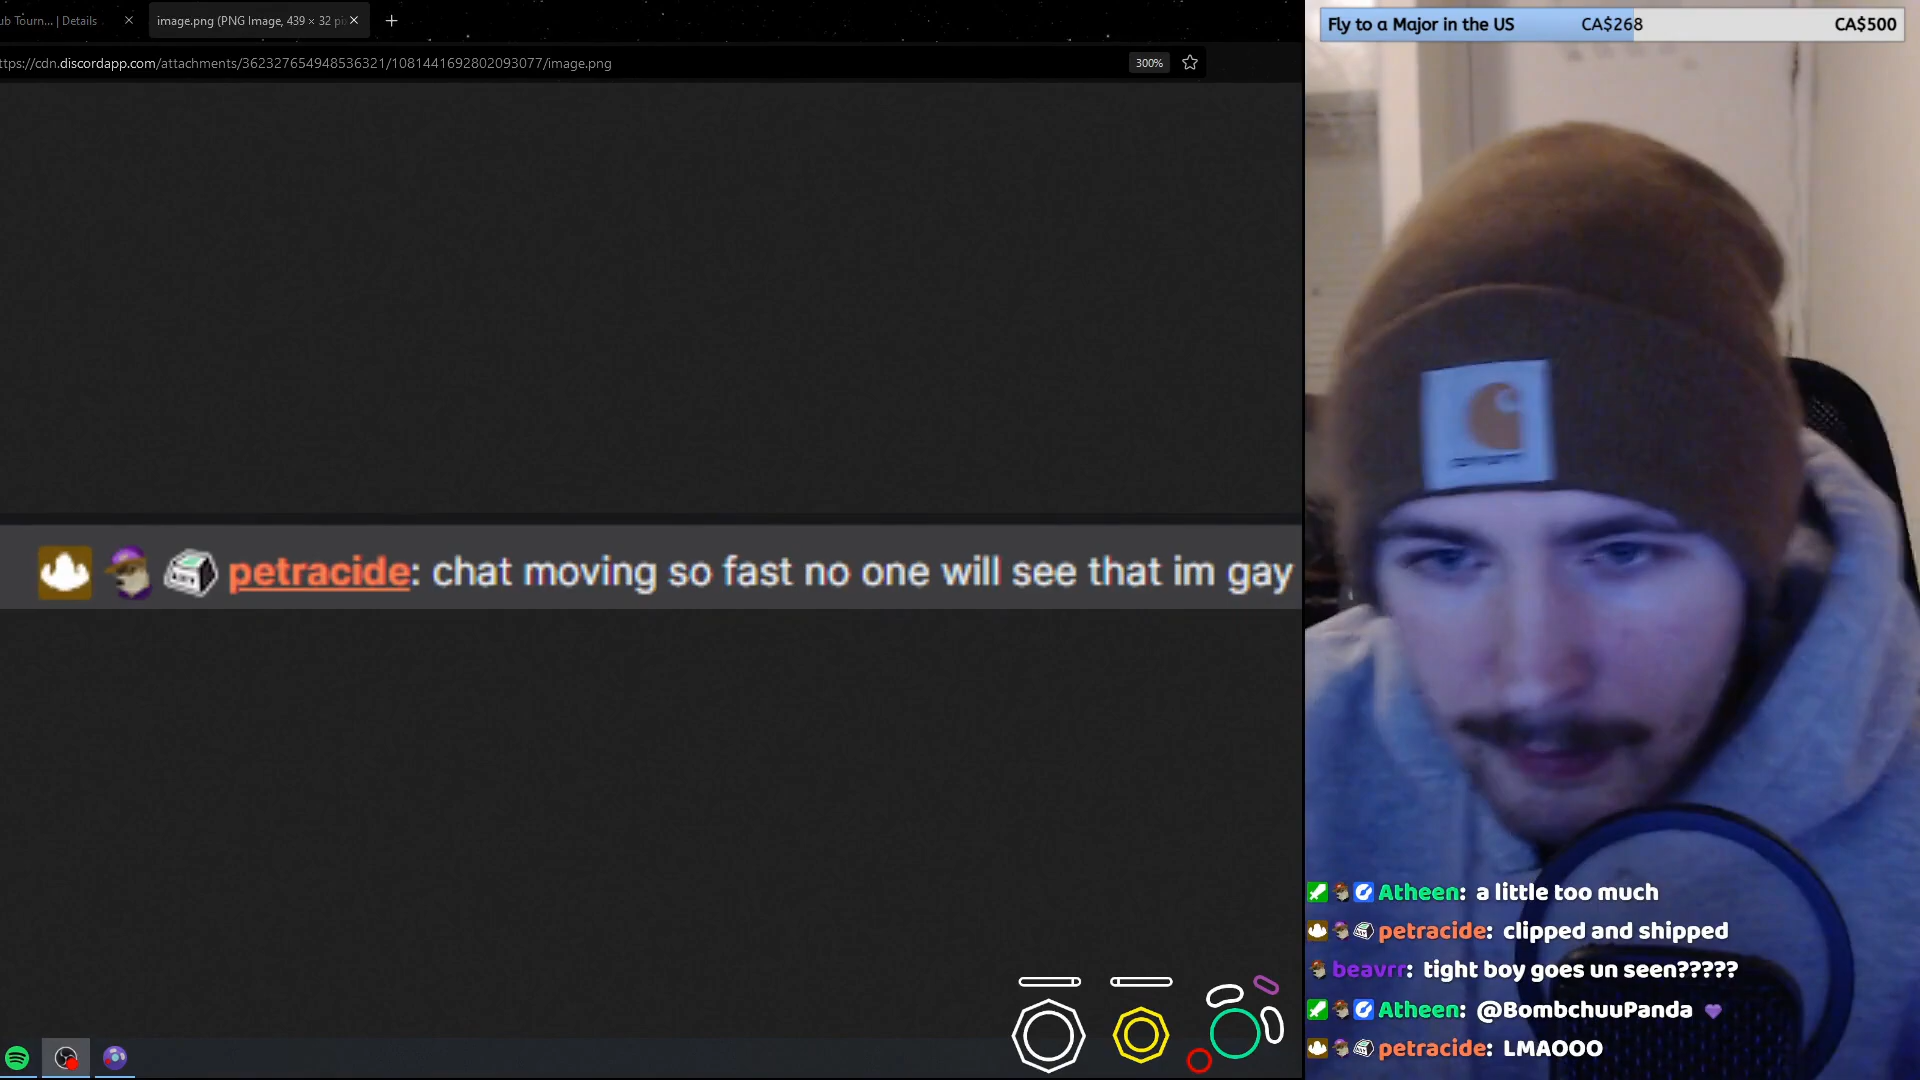 ub Tourn... | Details
image.png (PNG Image, 439 × 32 pi
ttps://cdn.discordapp.com/attachments/362327654948536321/1081441692802093077/image.png
300%
Fly to a Major in the US CA$268 CA$500
petracide: chat moving so fast no one will see that im gay
Atheen: a little too much
petracide: clipped and shipped
beavrr: tight boy goes un seen?????
Atheen: @BombchuuPanda
petracide: LMAOOO